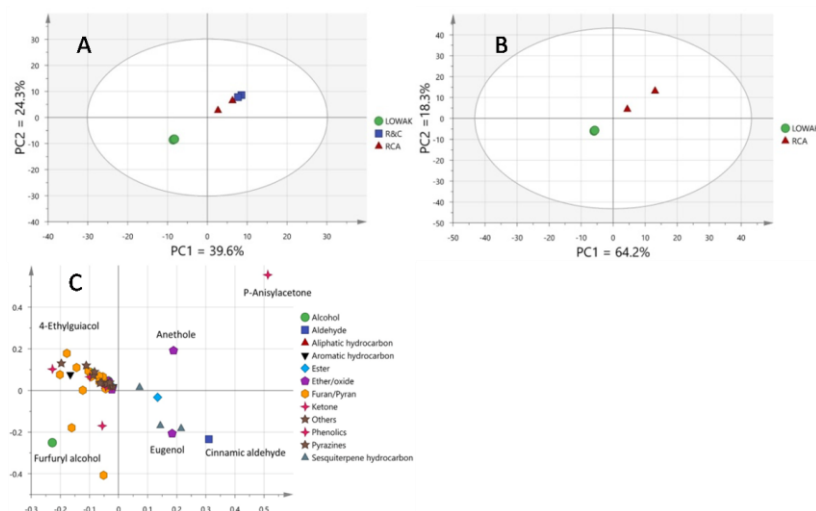 A
PC2 = 24.3%
30
20
10
0
-10
-20
-30
-40
-40
-30
-20
-10
0
10
20
30
PC1 = 39.6%
LOWAK
R&C
RCA
B
PC2 = 18.3%
40
30
20
10
0
-10
-20
-30
-40
-50
-50
-40
-30
-20
-10
0
10
20
30
40
50
PC1 = 64.2%
LOWAK
RCA
C
P-Anisylacetone
4-Ethylguiacol
Anethole
Furfuryl alcohol
Eugenol
Cinnamic aldehyde
0.4
0.2
0
-0.2
-0.4
-0.3
-0.2
-0.1
0
0.1
0.2
0.3
0.4
0.5
Alcohol
Aldehyde
Aliphatic hydrocarbon
Aromatic hydrocarbon
Ester
Ether/oxide
Furan/Pyran
Ketone
Others
Phenolics
Pyrazines
Sesquiterpene hydrocarbon